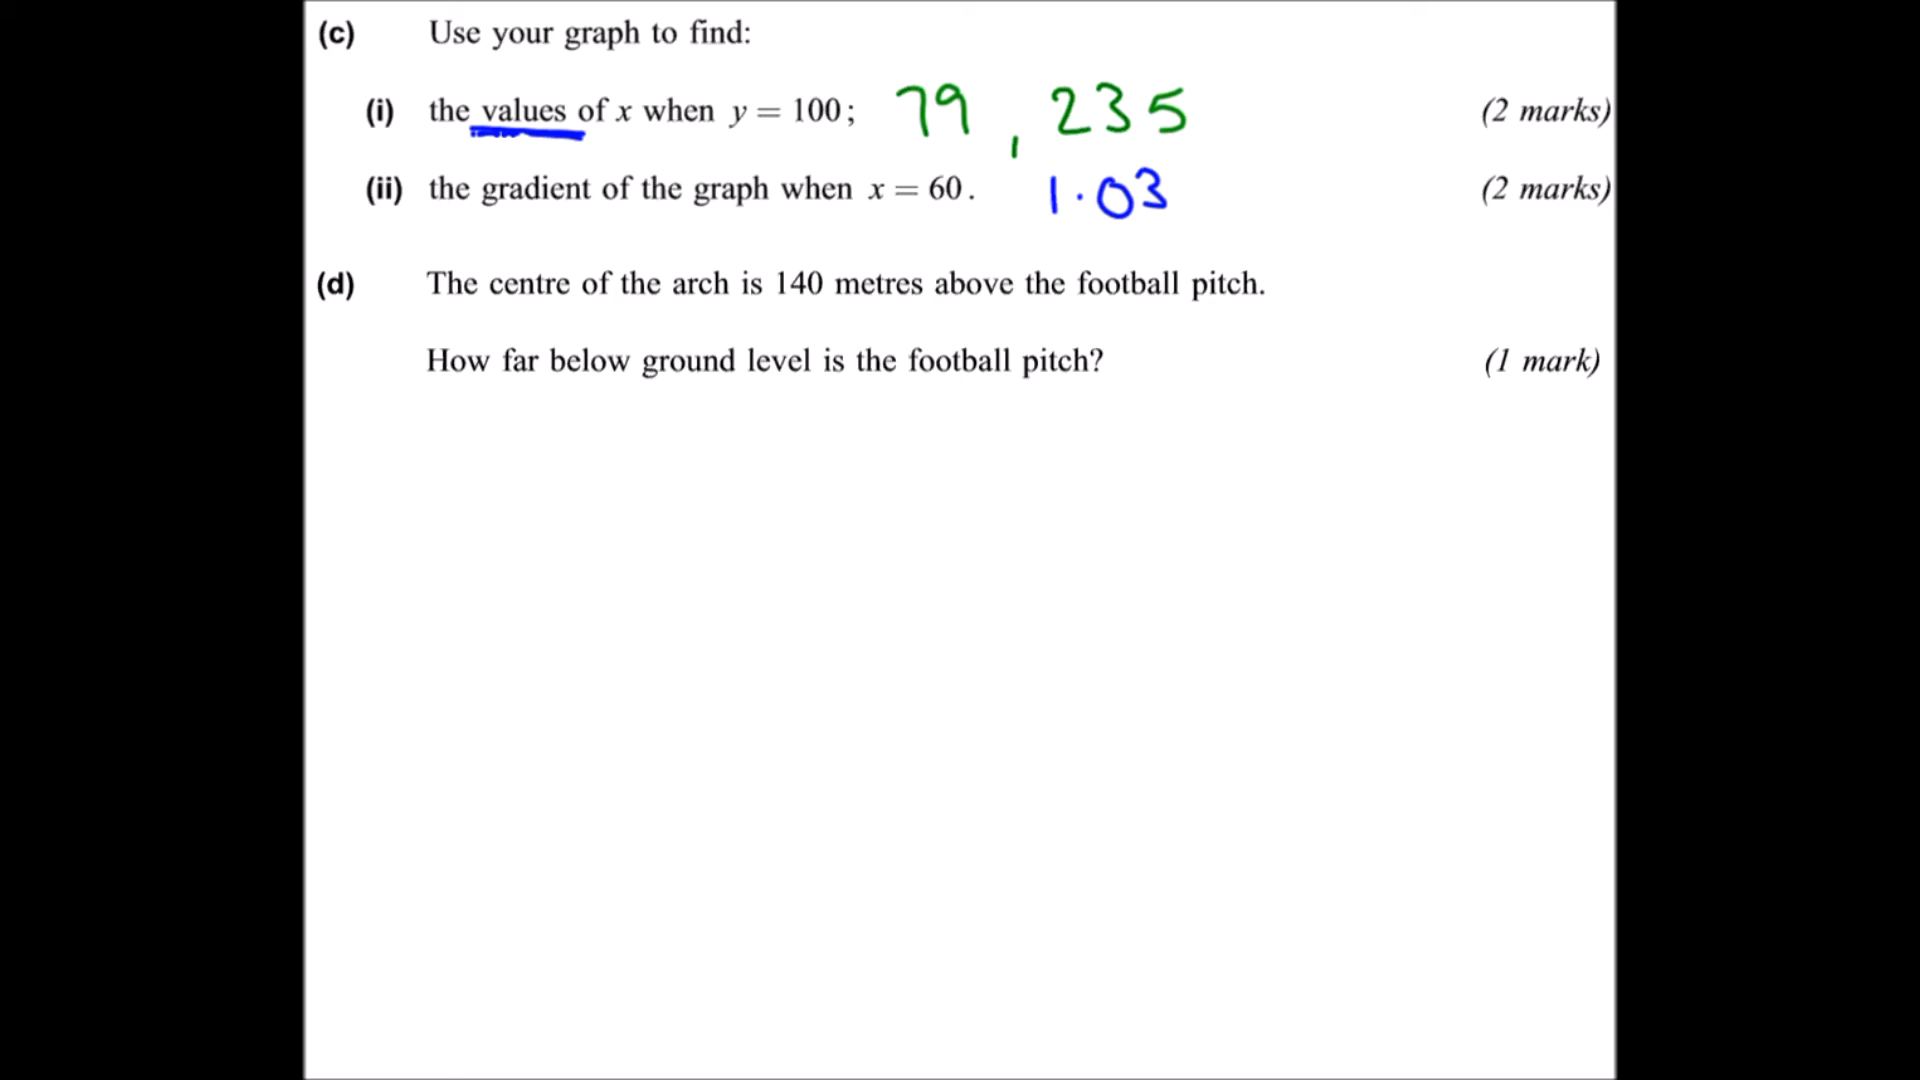 (c) Use your graph to find:
(i) the values of x when y = 100; 79, 235 (2 marks)
(ii) the gradient of the graph when x = 60. 1.03 (2 marks)
(d) The centre of the arch is 140 metres above the football pitch.
How far below ground level is the football pitch? (1 mark)